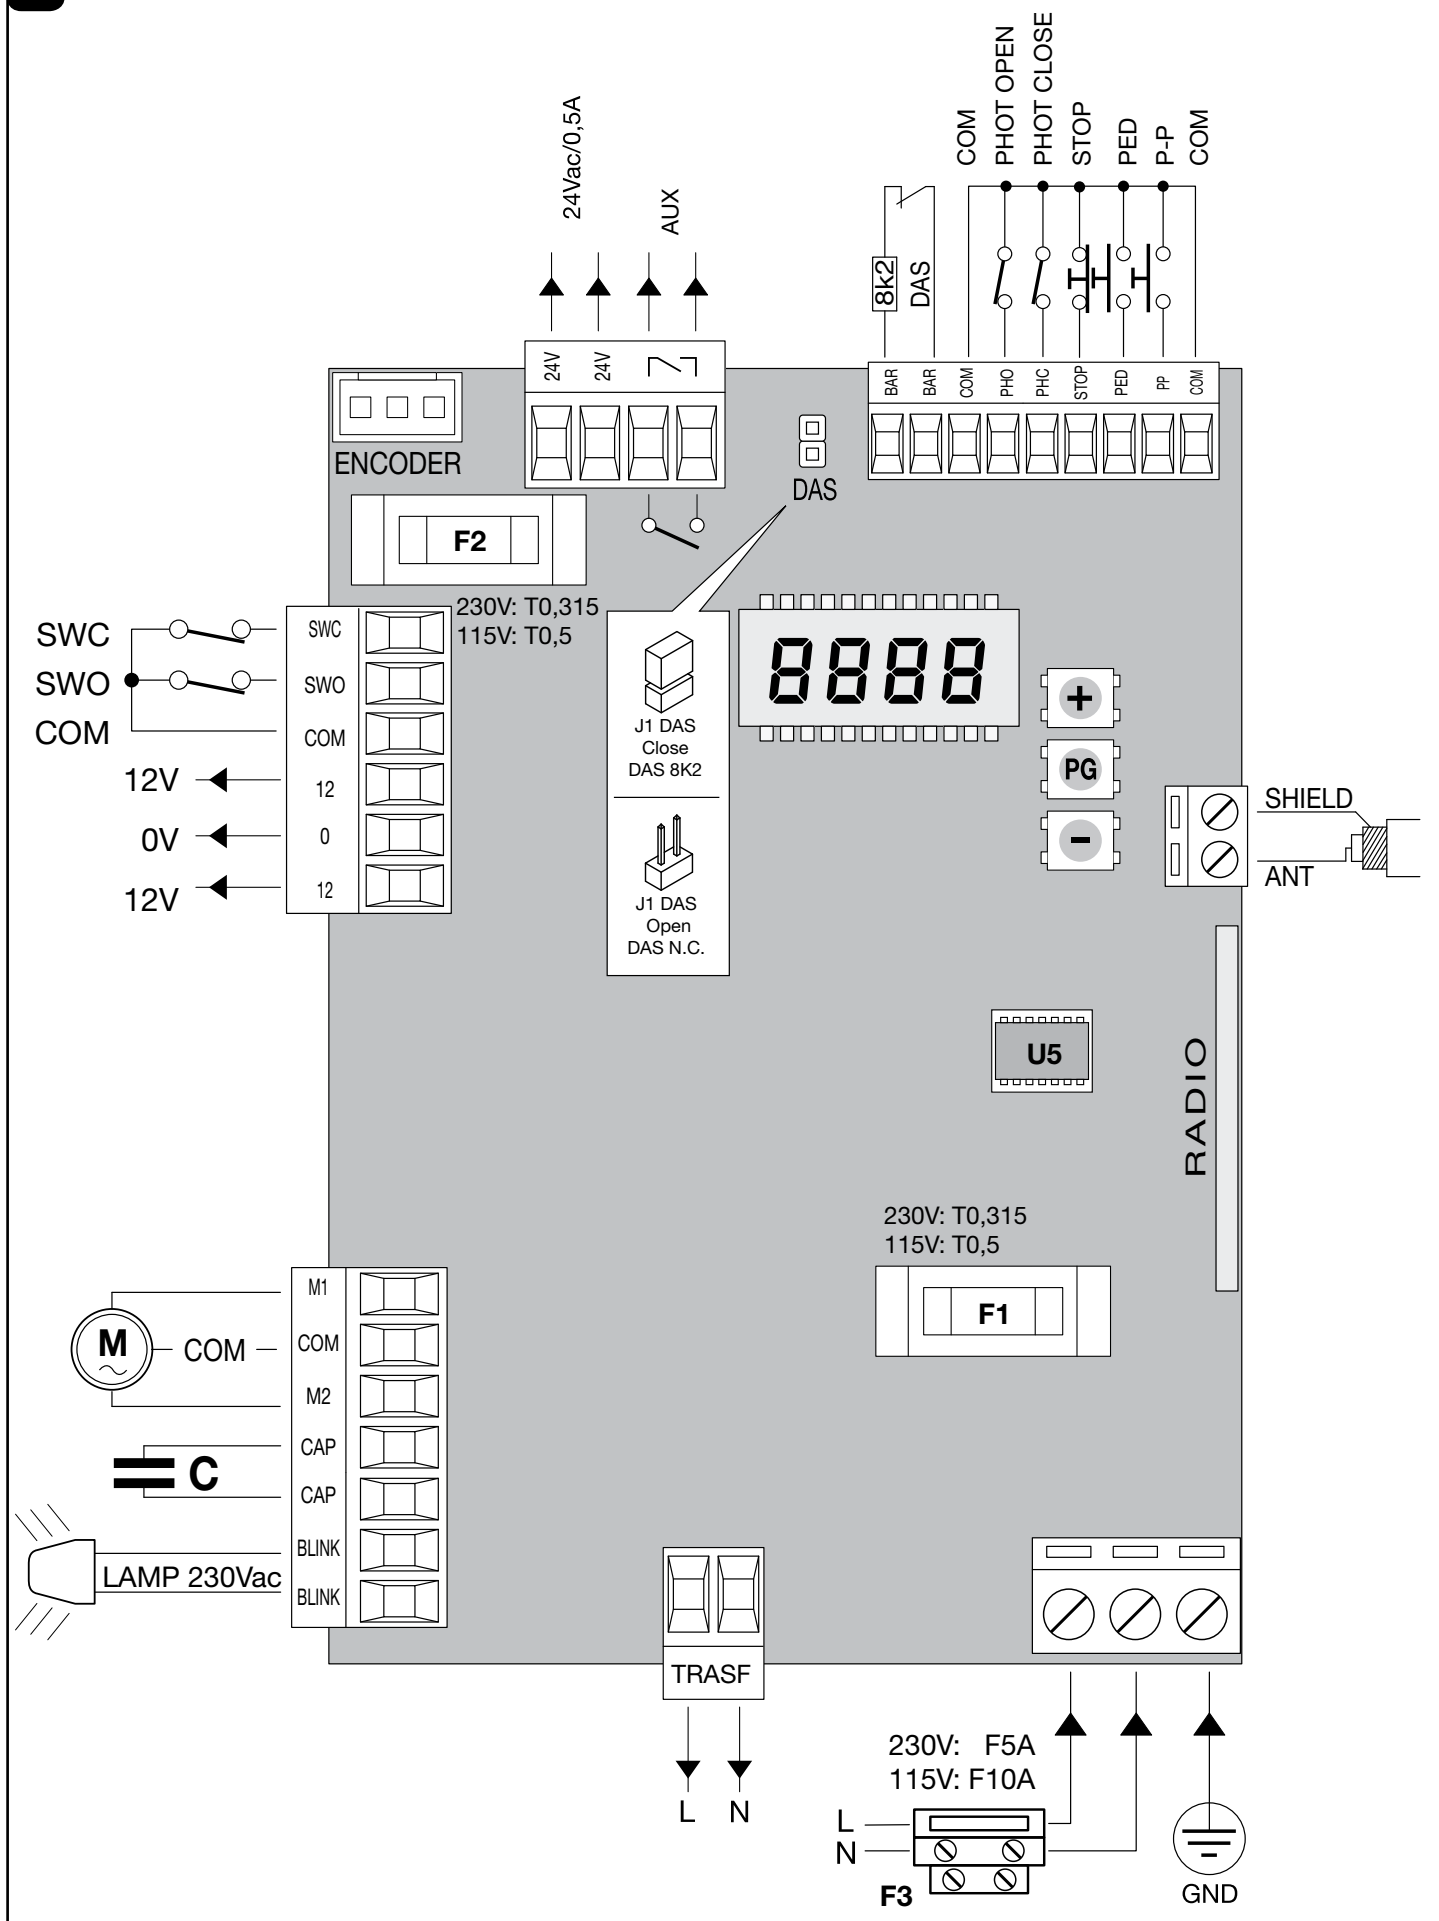 COM
PHOT OPEN
PHOT CLOSE
STOP
PED
P-P
COM
24Vac/0,5A
AUX
8k2
DAS
24V
24V
BAR
BAR
COM
PHO
PHC
STOP
PED
PP
COM
ENCODER
DAS
F2
230V: T0,315
115V: T0,5
SWC
SWO
COM
12V
0V
12V
SWC
SWO
COM
12
0
12
J1 DAS
Close
DAS 8K2
J1 DAS
Open
DAS N.C.
8888
+
PG
-
SHIELD
ANT
U5
RADIO
230V: T0,315
115V: T0,5
F1
M
COM
C
LAMP 230Vac
M1
COM
M2
CAP
CAP
BLINK
BLINK
TRASF
L N
230V: F5A
115V: F10A
L
N
F3
GND